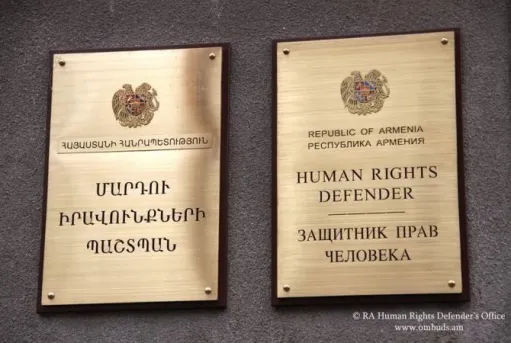 ՀԱՅԱՍՏԱՆԻ ՀԱՆՐԱՊԵՏՈՒԹՅՈՒՆ
ՄԱՐԴՈՒ
ԻՐԱՎՈՒՆՔՆԵՐԻ
ՊԱՇՏՊԱՆ
REPUBLIC OF ARMENIA
РЕСПУБЛИКА АРМЕНИЯ
HUMAN RIGHTS
DEFENDER
ЗАЩИТНИК ПРАВ
ЧЕЛОВЕКА
© RA Human Rights Defender's Office
www.ombuds.am